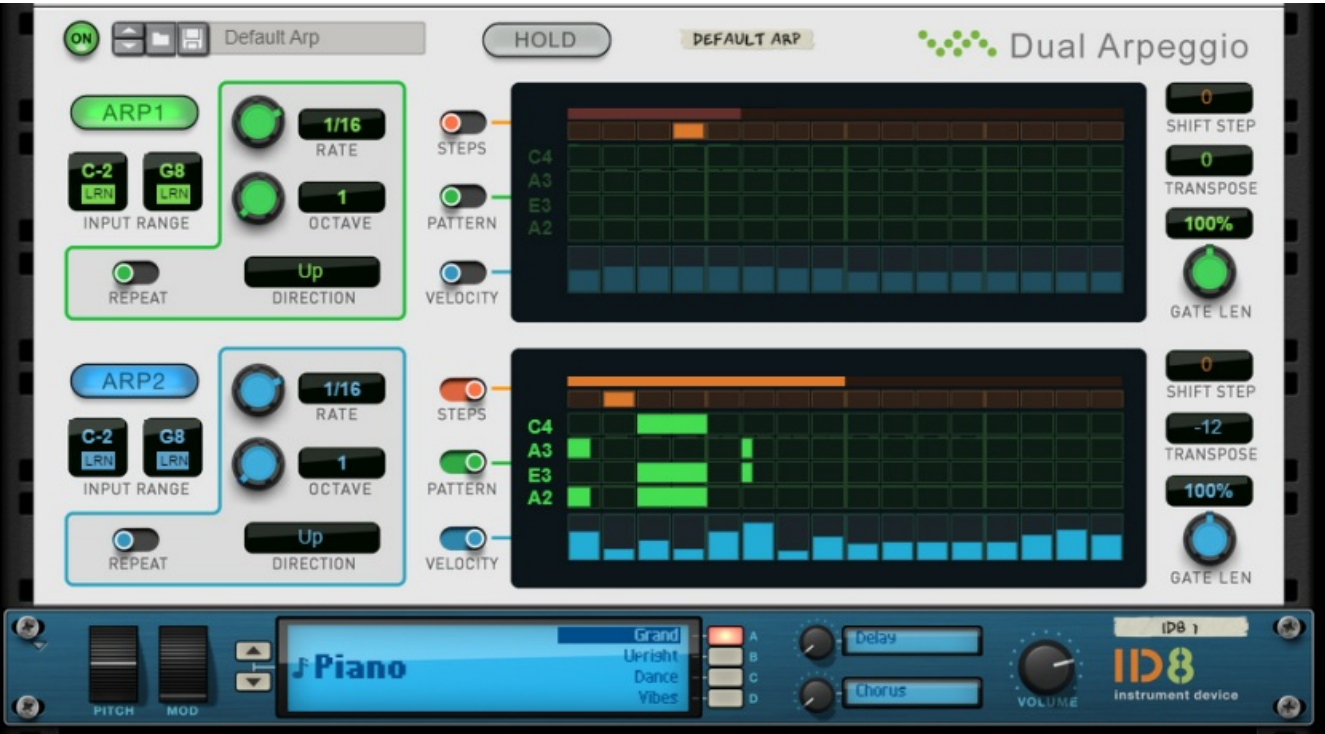 ON
Default Arp
HOLD
DEFAULT ARP
Dual Arpeggio
ARP1
C-2
LRN
G8
LRN
INPUT RANGE
REPEAT
1/16
RATE
1
OCTAVE
Up
DIRECTION
STEPS
PATTERN
VELOCITY
C4
A3
E3
A2
0
SHIFT STEP
0
TRANSPOSE
100%
GATE LEN
ARP2
C-2
LRN
G8
LRN
INPUT RANGE
REPEAT
1/16
RATE
1
OCTAVE
Up
DIRECTION
STEPS
PATTERN
VELOCITY
C4
A3
E3
A2
0
SHIFT STEP
-12
TRANSPOSE
100%
GATE LEN
PITCH
MOD
Piano
Grand
Upright
Dance
Vibes
A
B
C
D
Delay
Chorus
VOLUME
ID8 1
ID8
instrument device